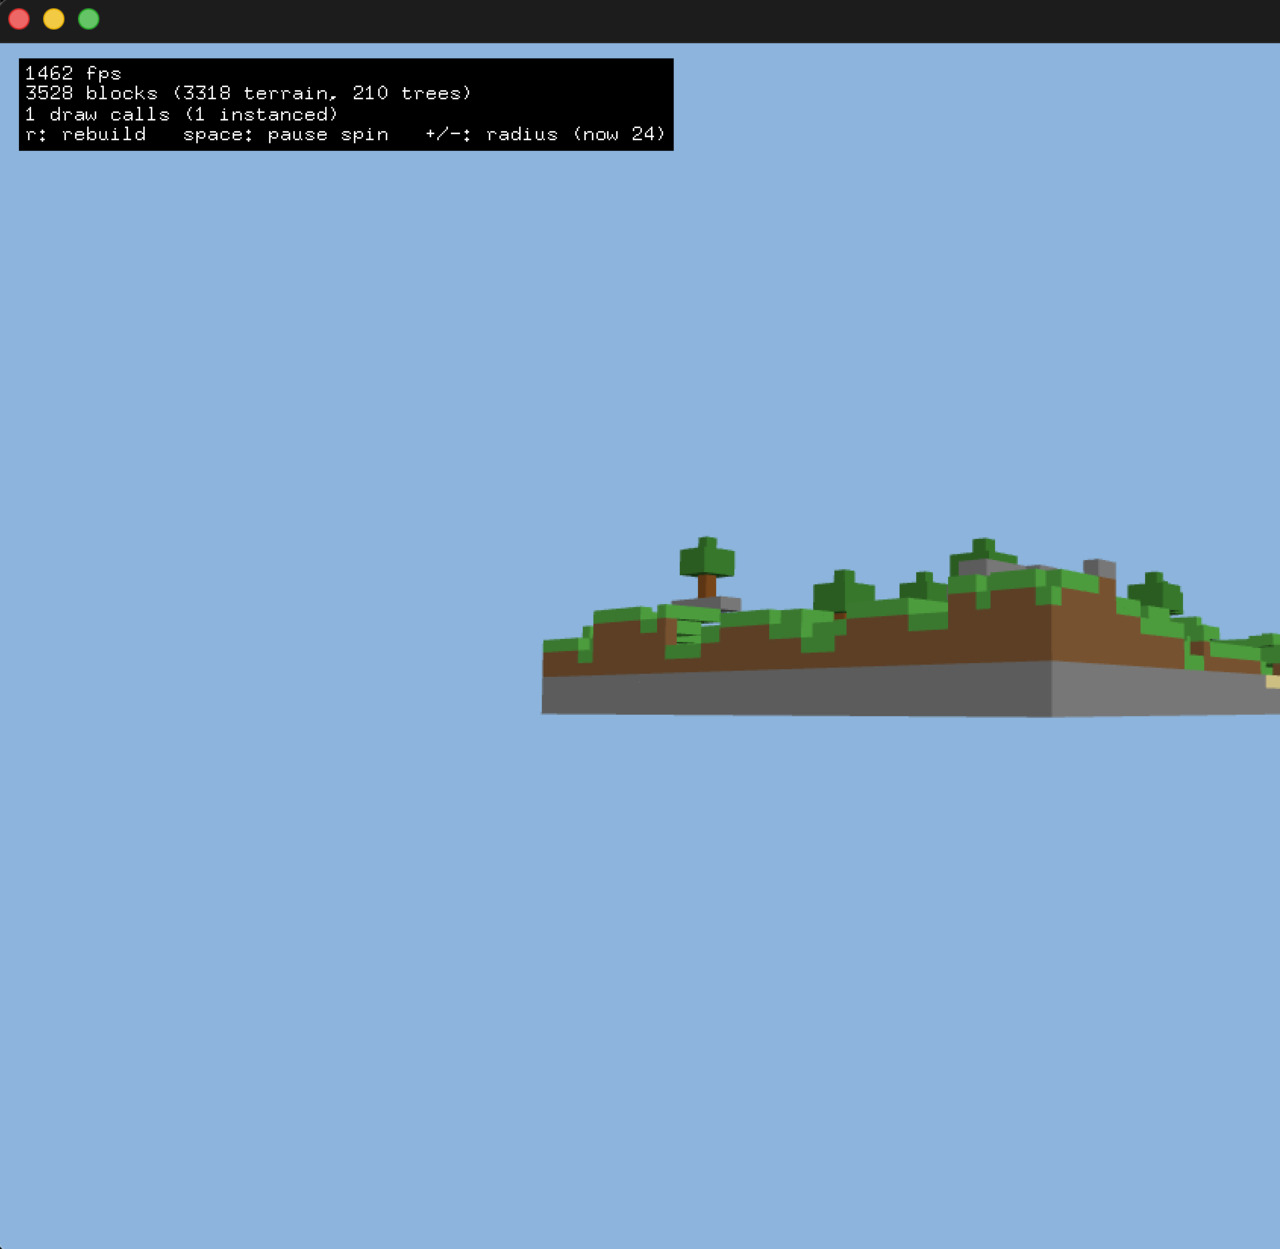 1462 fps
3528 blocks (3318 terrain, 210 trees)
1 draw calls (1 instanced)
r: rebuild   space: pause spin   +/-: radius (now 24)